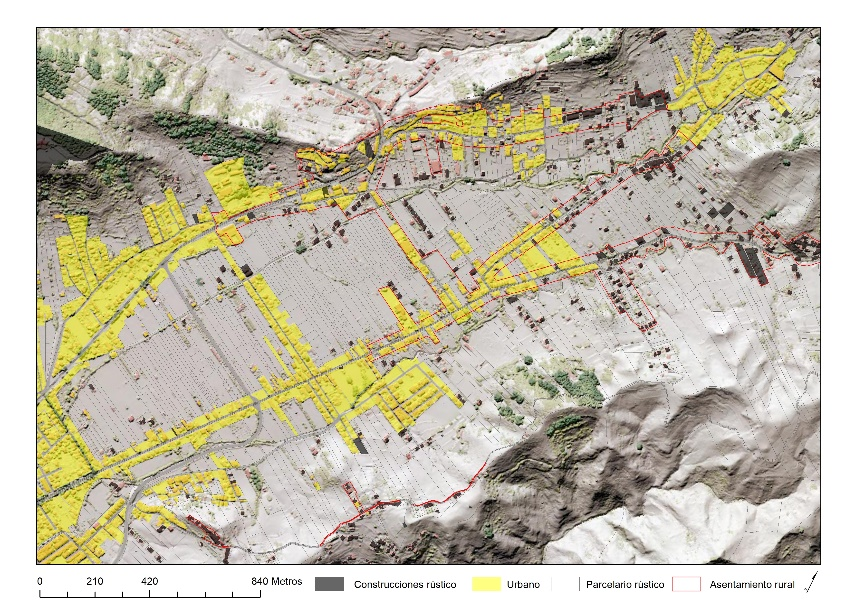 0 210 420 840 Metros
Construcciones rústico Urbano Parcelario rústico Asentamiento rural